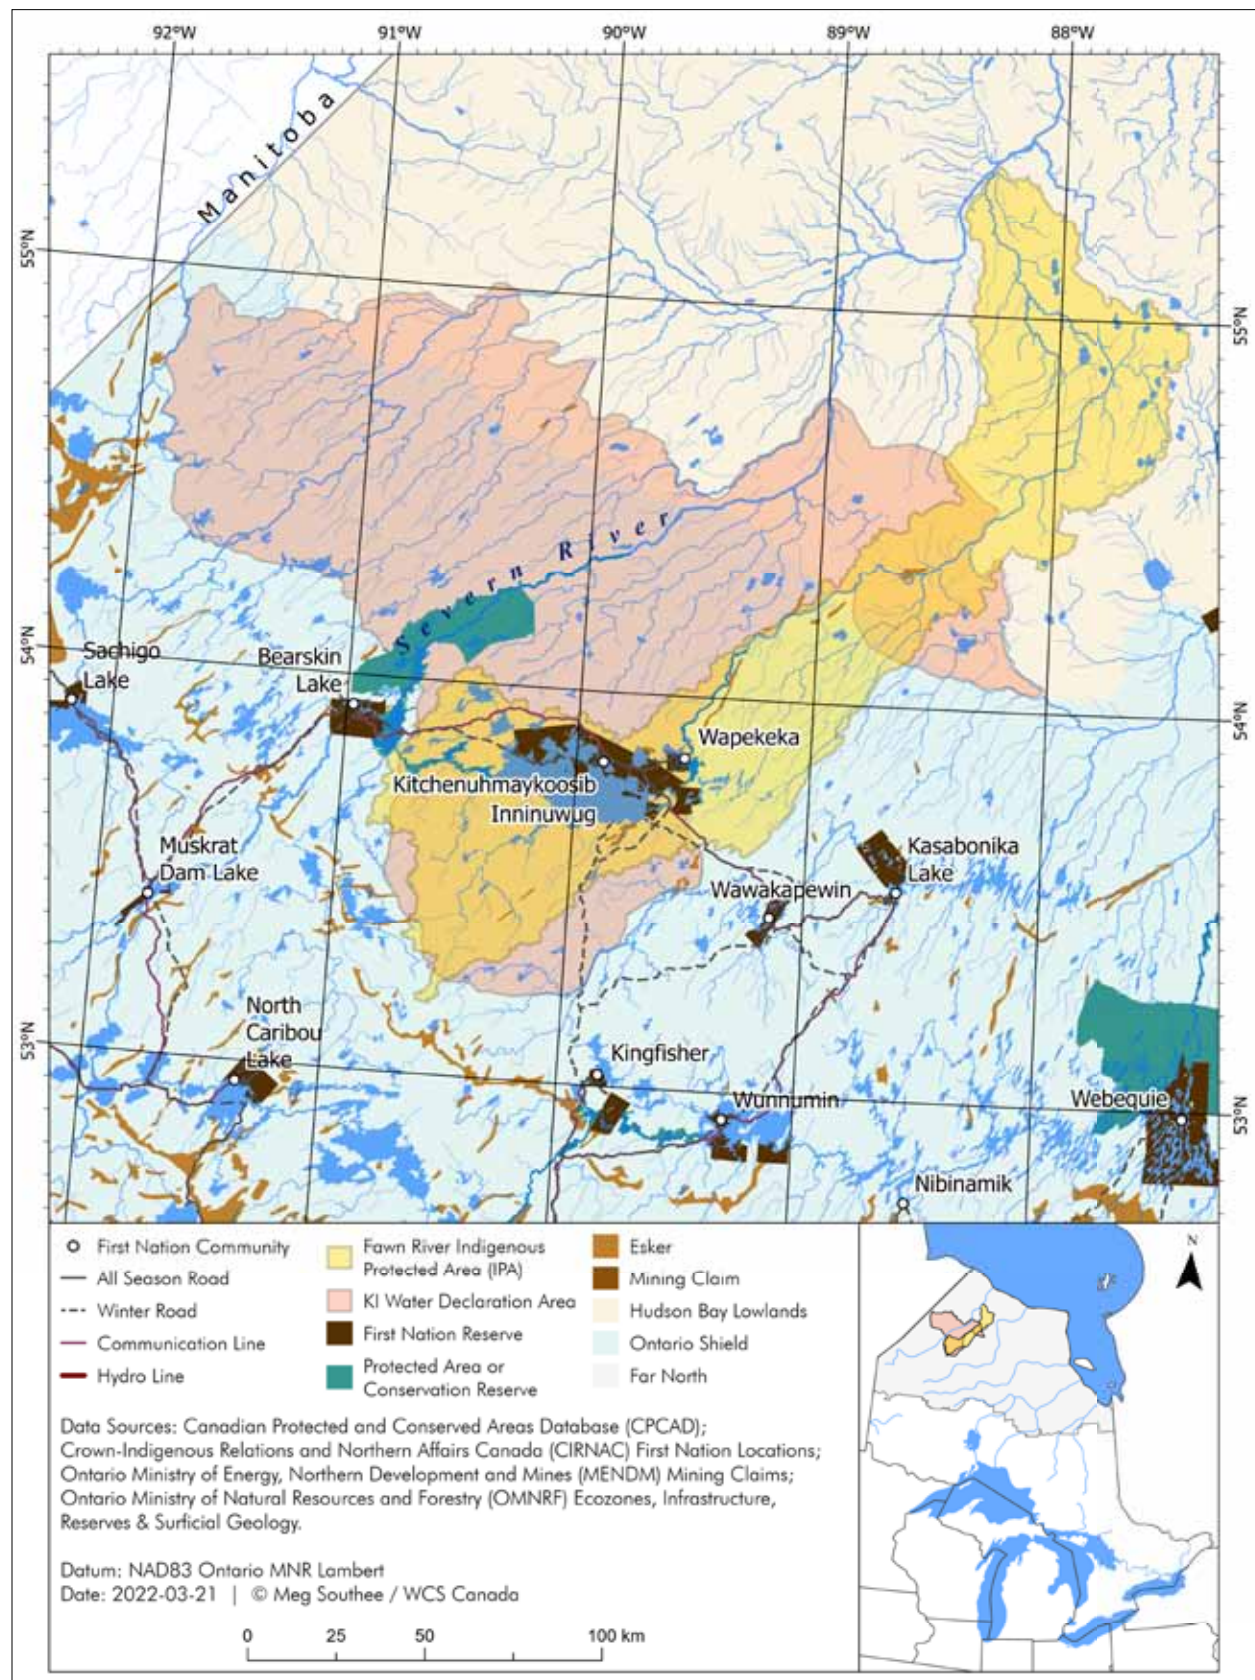 92°W 91°W 90°W 89°W 88°W
Manitoba
55°N
55°N
Severn River
54°N
Sachigo
Lake
Bearskin
Lake
54°N
Wapekeka
Kitchenuhmaykoosib
Inninuwug
Muskrat
Dam Lake
Kasabonika
Lake
Wawakapewin
North
Caribou
Lake
53°N
Kingfisher
Wunnumin
Webequie
53°N
Nibinamik
First Nation Community
All Season Road
Winter Road
Communication Line
Hydro Line
Fawn River Indigenous
Protected Area (IPA)
KI Water Declaration Area
First Nation Reserve
Protected Area or
Conservation Reserve
Esker
Mining Claim
Hudson Bay Lowlands
Ontario Shield
Far North
N
Data Sources: Canadian Protected and Conserved Areas Database (CPCAD);
Crown-Indigenous Relations and Northern Affairs Canada (CIRNAC) First Nation Locations;
Ontario Ministry of Energy, Northern Development and Mines (MENDM) Mining Claims;
Ontario Ministry of Natural Resources and Forestry (OMNRF) Ecozones, Infrastructure,
Reserves & Surficial Geology.
Datum: NAD83 Ontario MNR Lambert
Date: 2022-03-21 | © Meg Southee / WCS Canada
0 25 50 100 km